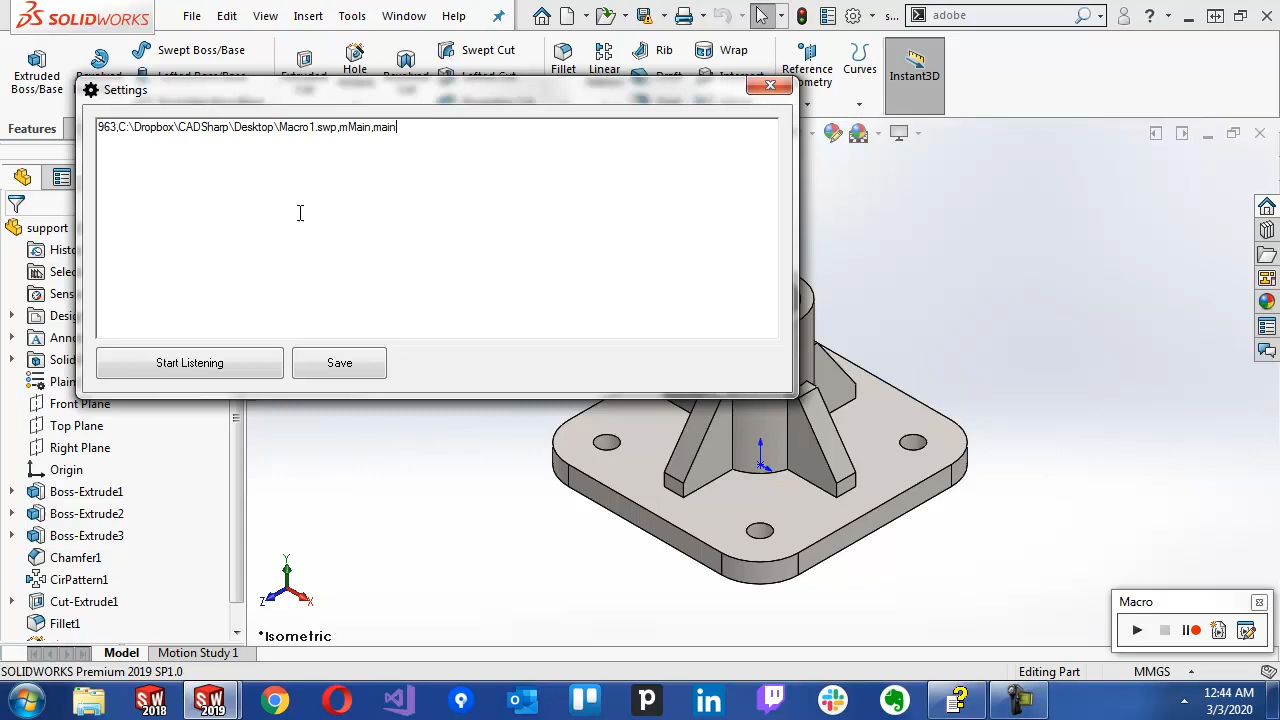 SOLIDWORKS
File
Edit
View
Insert
Tools
Window
Help
s...
adobe
Extruded
Boss/Base
Swept Boss/Base
Swept Cut
Hole
Fillet
Linear
Rib
Wrap
Reference
Curves
Instant3D
Features
Settings
963,C:\Dropbox\CADSharp\Desktop\Macro1.swp,mMain,main
Start Listening
Save
support
Front Plane
Top Plane
Right Plane
Origin
Boss-Extrude1
Boss-Extrude2
Boss-Extrude3
Chamfer1
CirPattern1
Cut-Extrude1
Fillet1
Y
Z
X
*Isometric
Macro
Model
Motion Study 1
SOLIDWORKS Premium 2019 SP1.0
Editing Part
MMGS
SW
2018
SW
2019
12:44 AM
3/3/2020